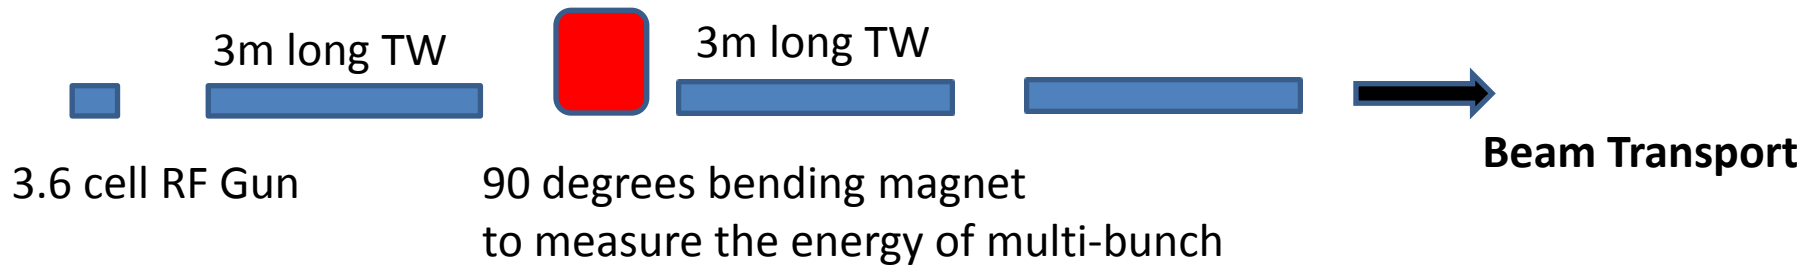 3m long TW
3m long TW
3.6 cell RF Gun
90 degrees bending magnet
to measure the energy of multi-bunch
Beam Transport